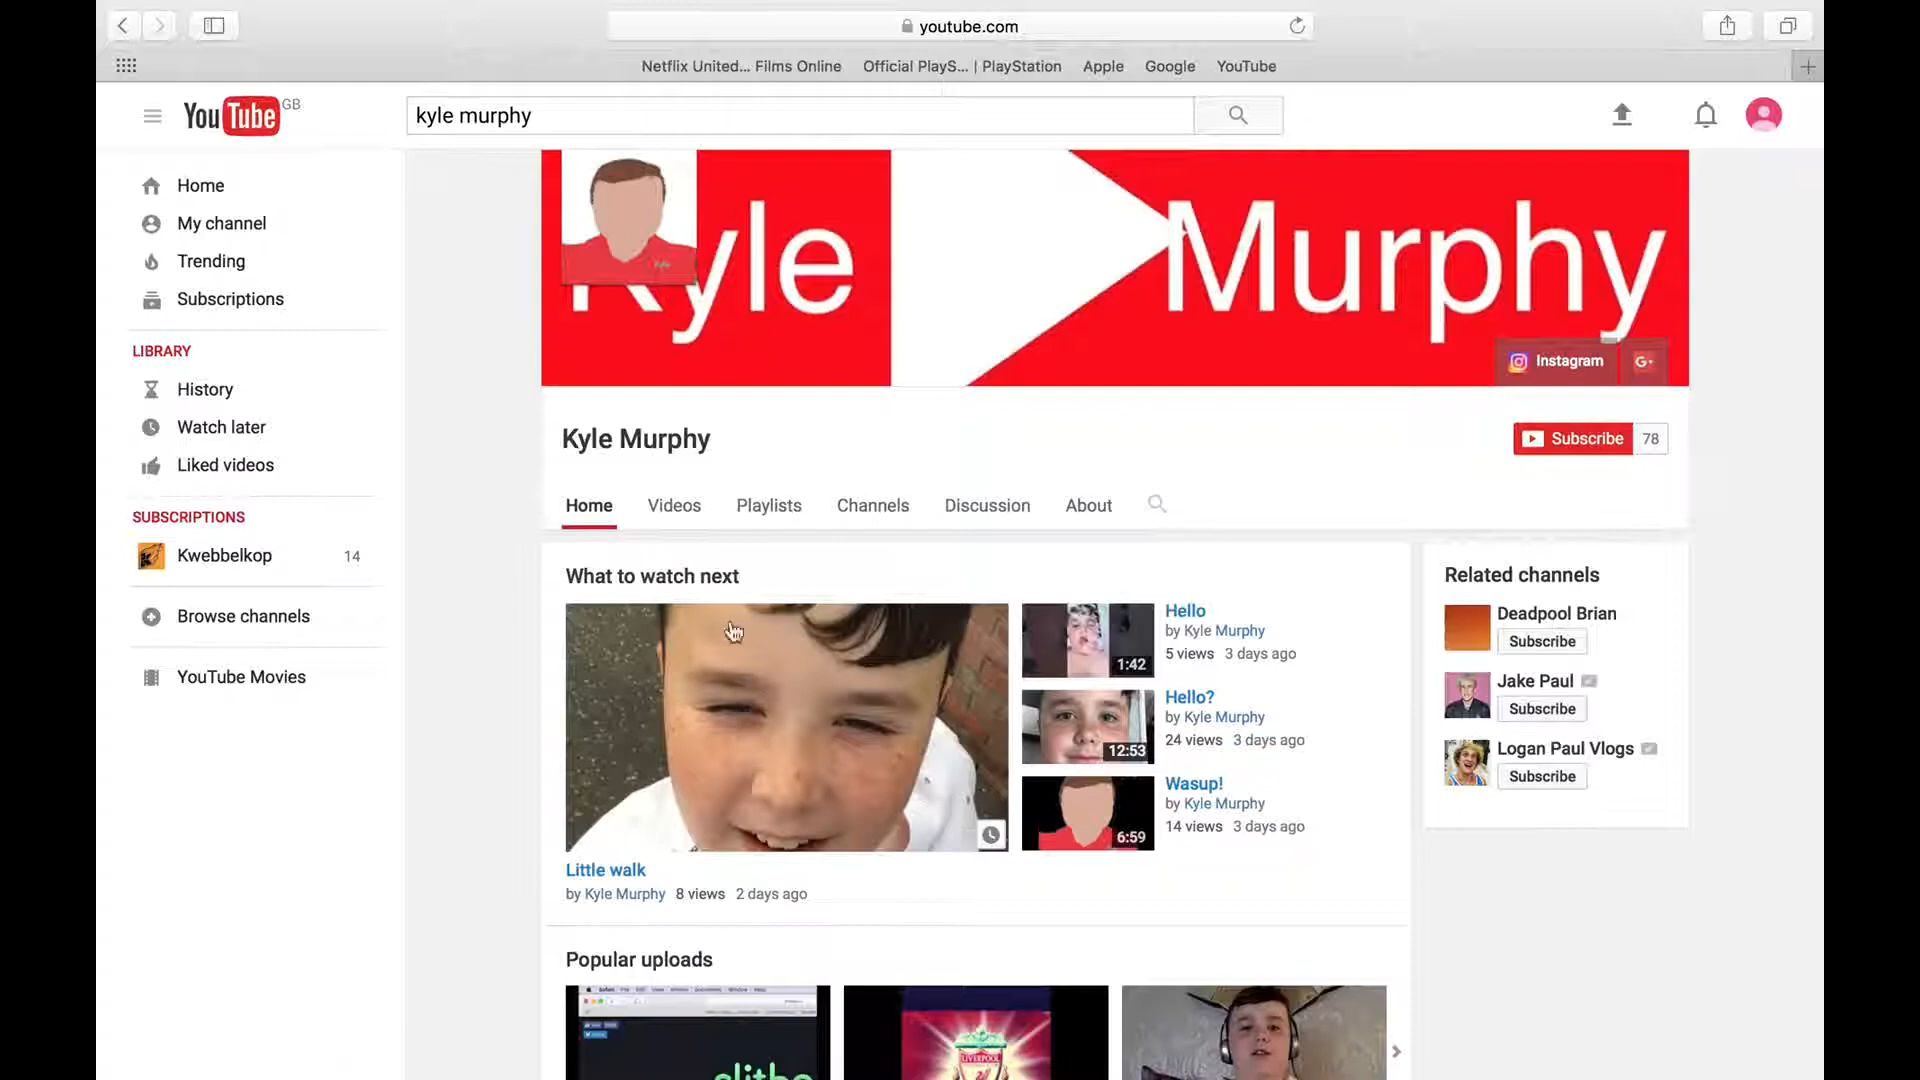 youtube.com
Netflix United... Films Online
Official PlayS... | PlayStation
Apple
Google
YouTube
YouTube GB
kyle murphy
Home
My channel
Trending
Subscriptions
LIBRARY
History
Watch later
Liked videos
SUBSCRIPTIONS
Kwebbelkop 14
Browse channels
YouTube Movies
Kyle Murphy
Instagram
G+
Kyle Murphy
Subscribe 78
Home
Videos
Playlists
Channels
Discussion
About
What to watch next
Little walk
by Kyle Murphy 8 views 2 days ago
1:42
Hello
by Kyle Murphy
5 views 3 days ago
12:53
Hello?
by Kyle Murphy
24 views 3 days ago
6:59
Wasup!
by Kyle Murphy
14 views 3 days ago
Related channels
Deadpool Brian
Subscribe
Jake Paul
Subscribe
Logan Paul Vlogs
Subscribe
Popular uploads
LIVERPOOL